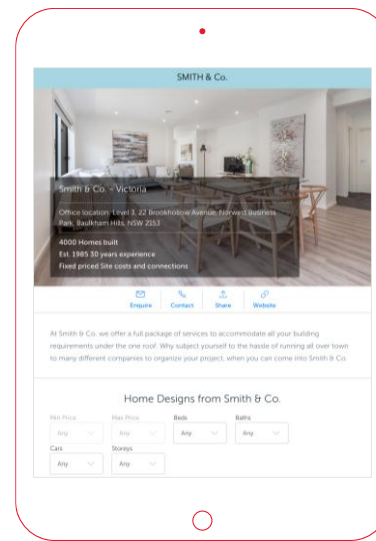 SMITH & Co.
Smith & Co. - Victoria
Office location: Level 3, 22 Brookhollow Avenue, Norwest Business
Park, Baulkham Hills, NSW 2153
4000 Homes built
Est. 1985 30 years experience
Fixed priced Site costs and connections
Enquire Contact Share Website
At Smith & Co. we offer a full package of services to accommodate all your building
requirements under the one roof. Why subject yourself to the hassle of running all over town
to many different companies to organize your project, when you can come into Smith & Co.
Home Designs from Smith & Co.
Min Price Max Price Beds Baths
Any Any Any Any
Cars Storeys
Any Any